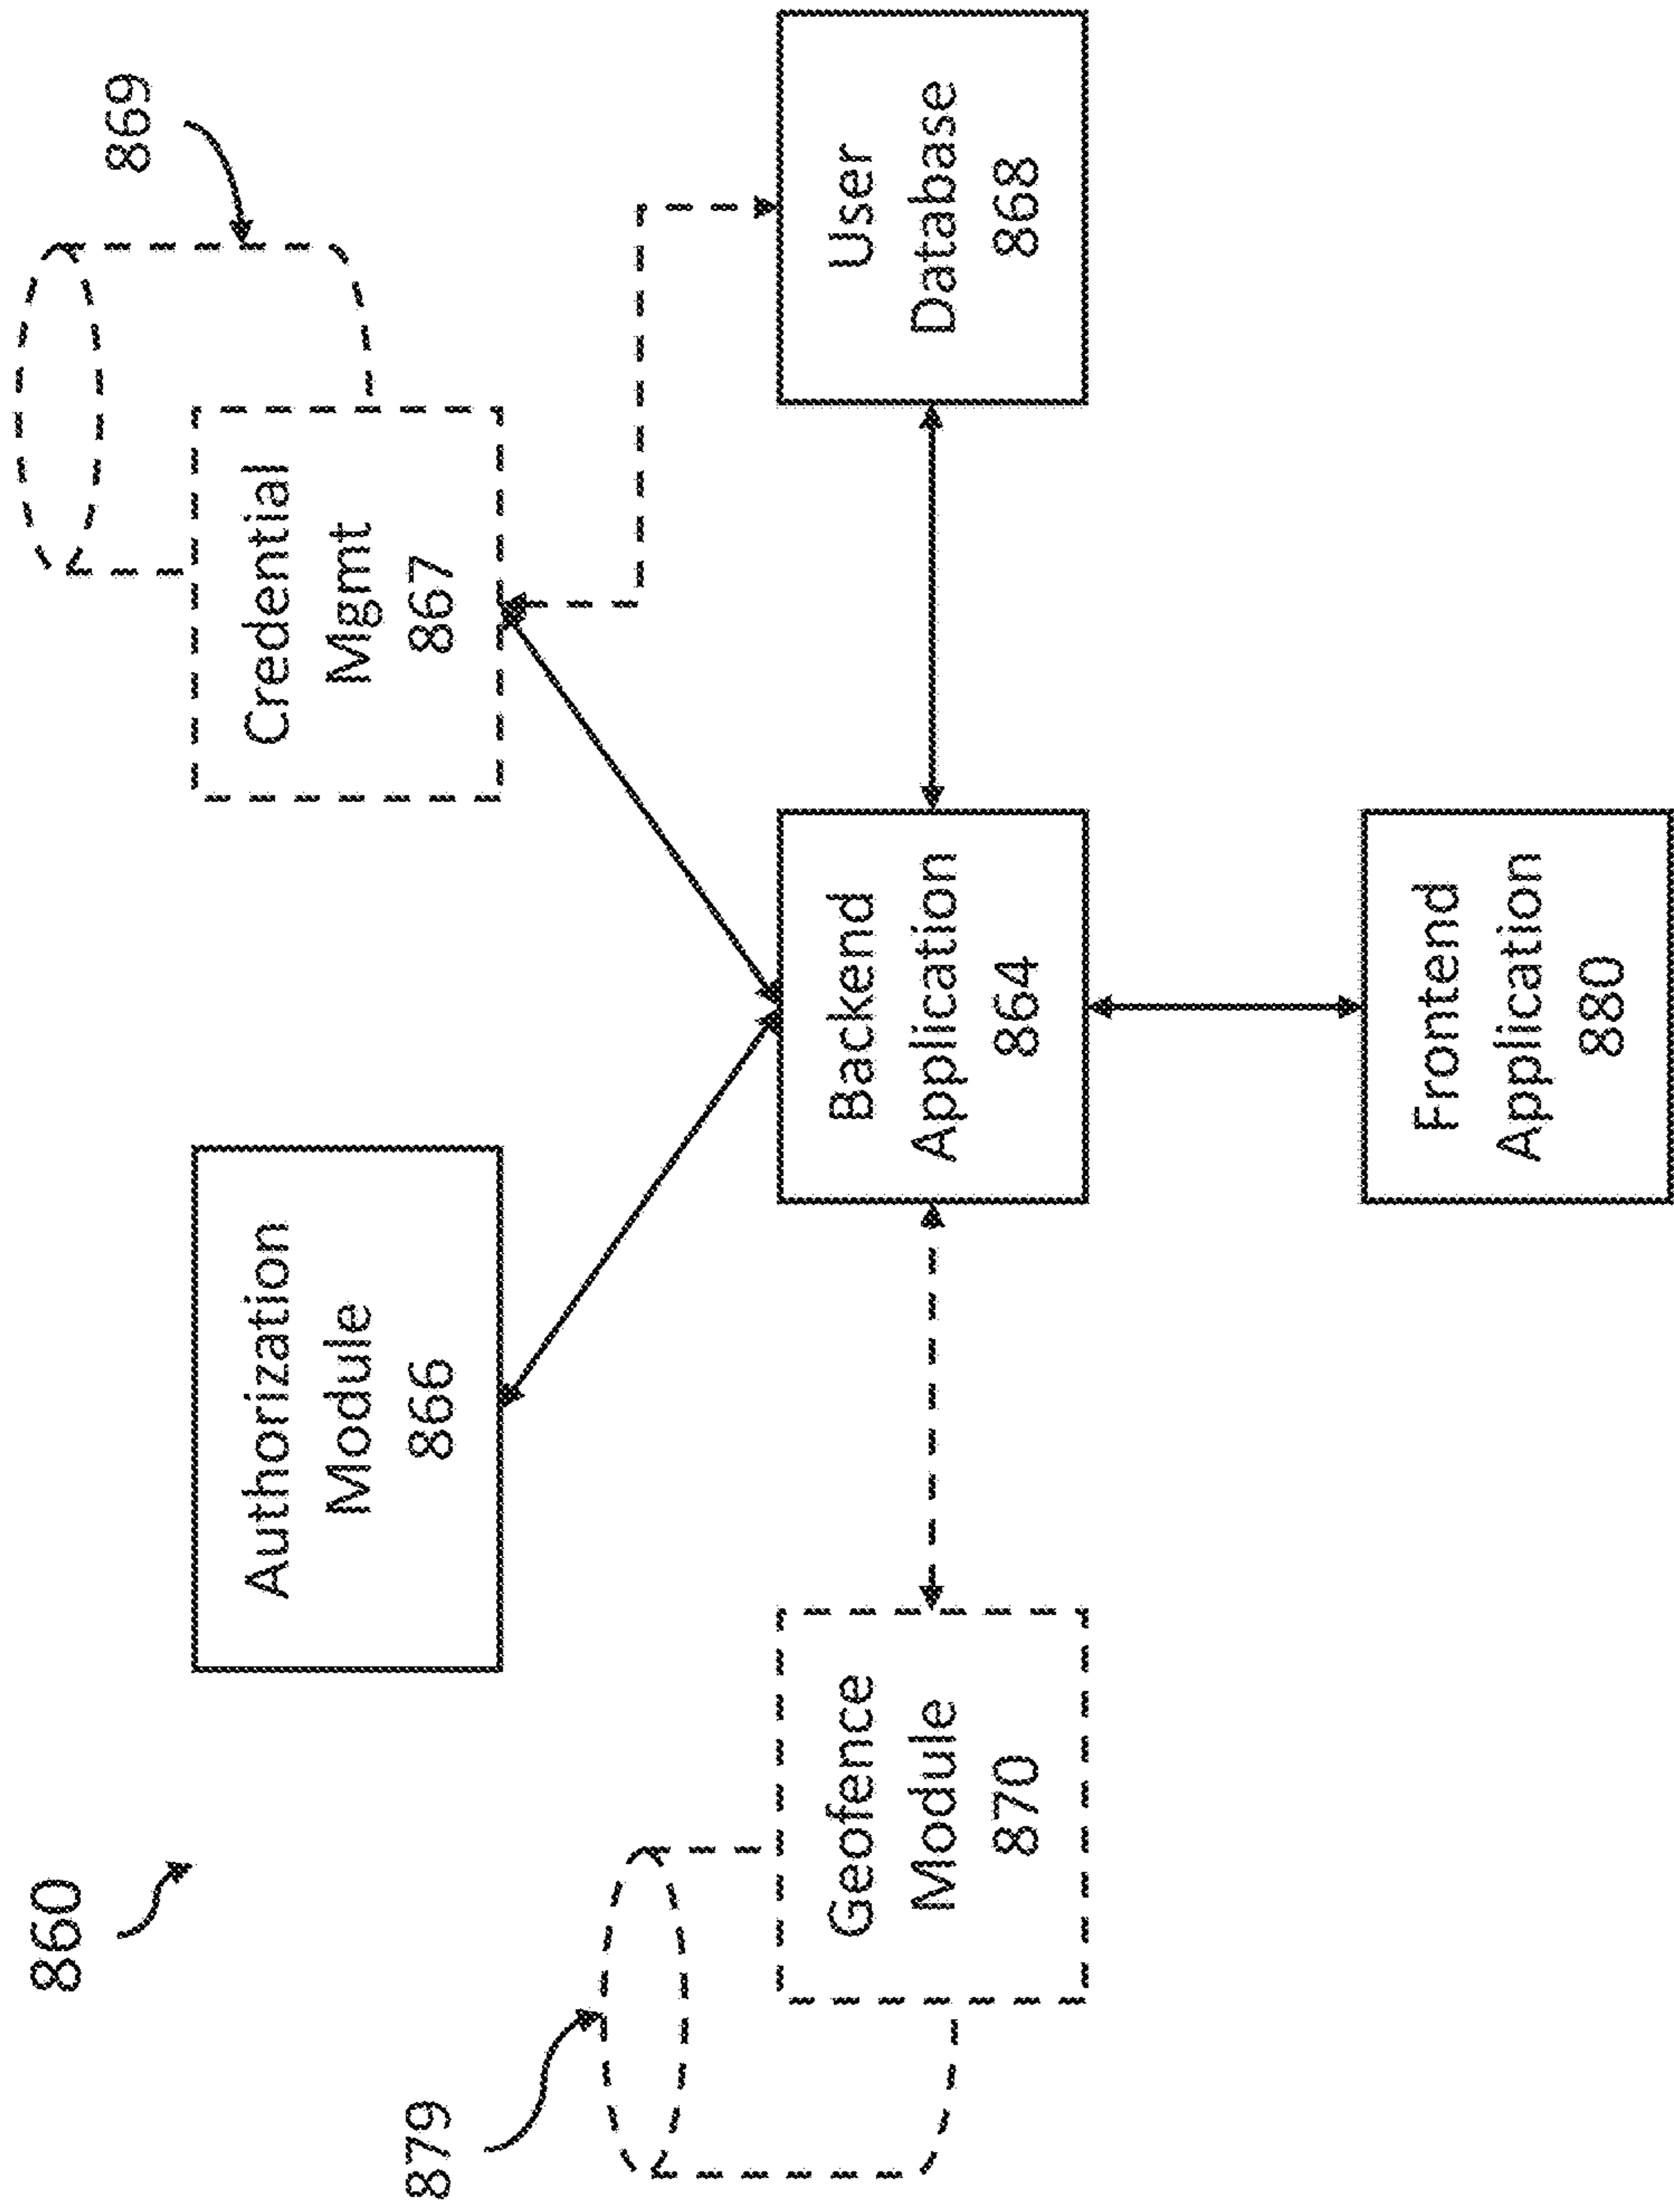 860
869
Authorization
Module
866
Credential
Mgmt
867
879
Geofence
Module
870
Backend
Application
864
User
Database
868
Frontend
Application
880